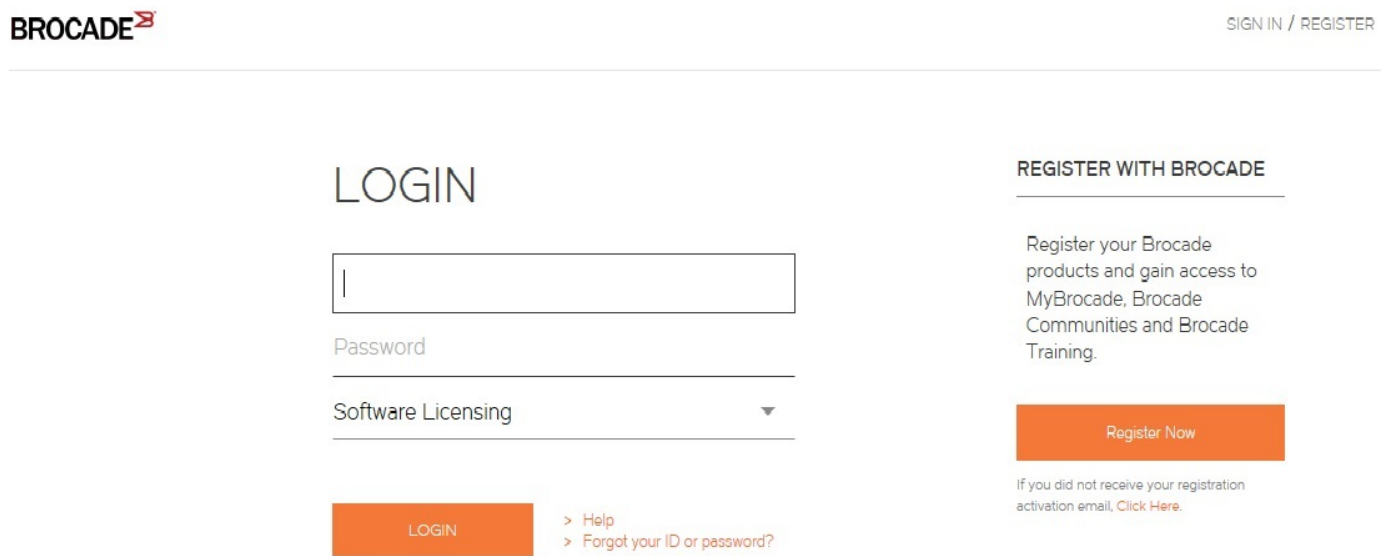 BROCADE
SIGN IN / REGISTER
LOGIN
Password
Software Licensing
LOGIN
> Help
> Forgot your ID or password?
REGISTER WITH BROCADE
Register your Brocade
products and gain access to
MyBrocade, Brocade
Communities and Brocade
Training.
Register Now
If you did not receive your registration
activation email, Click Here.